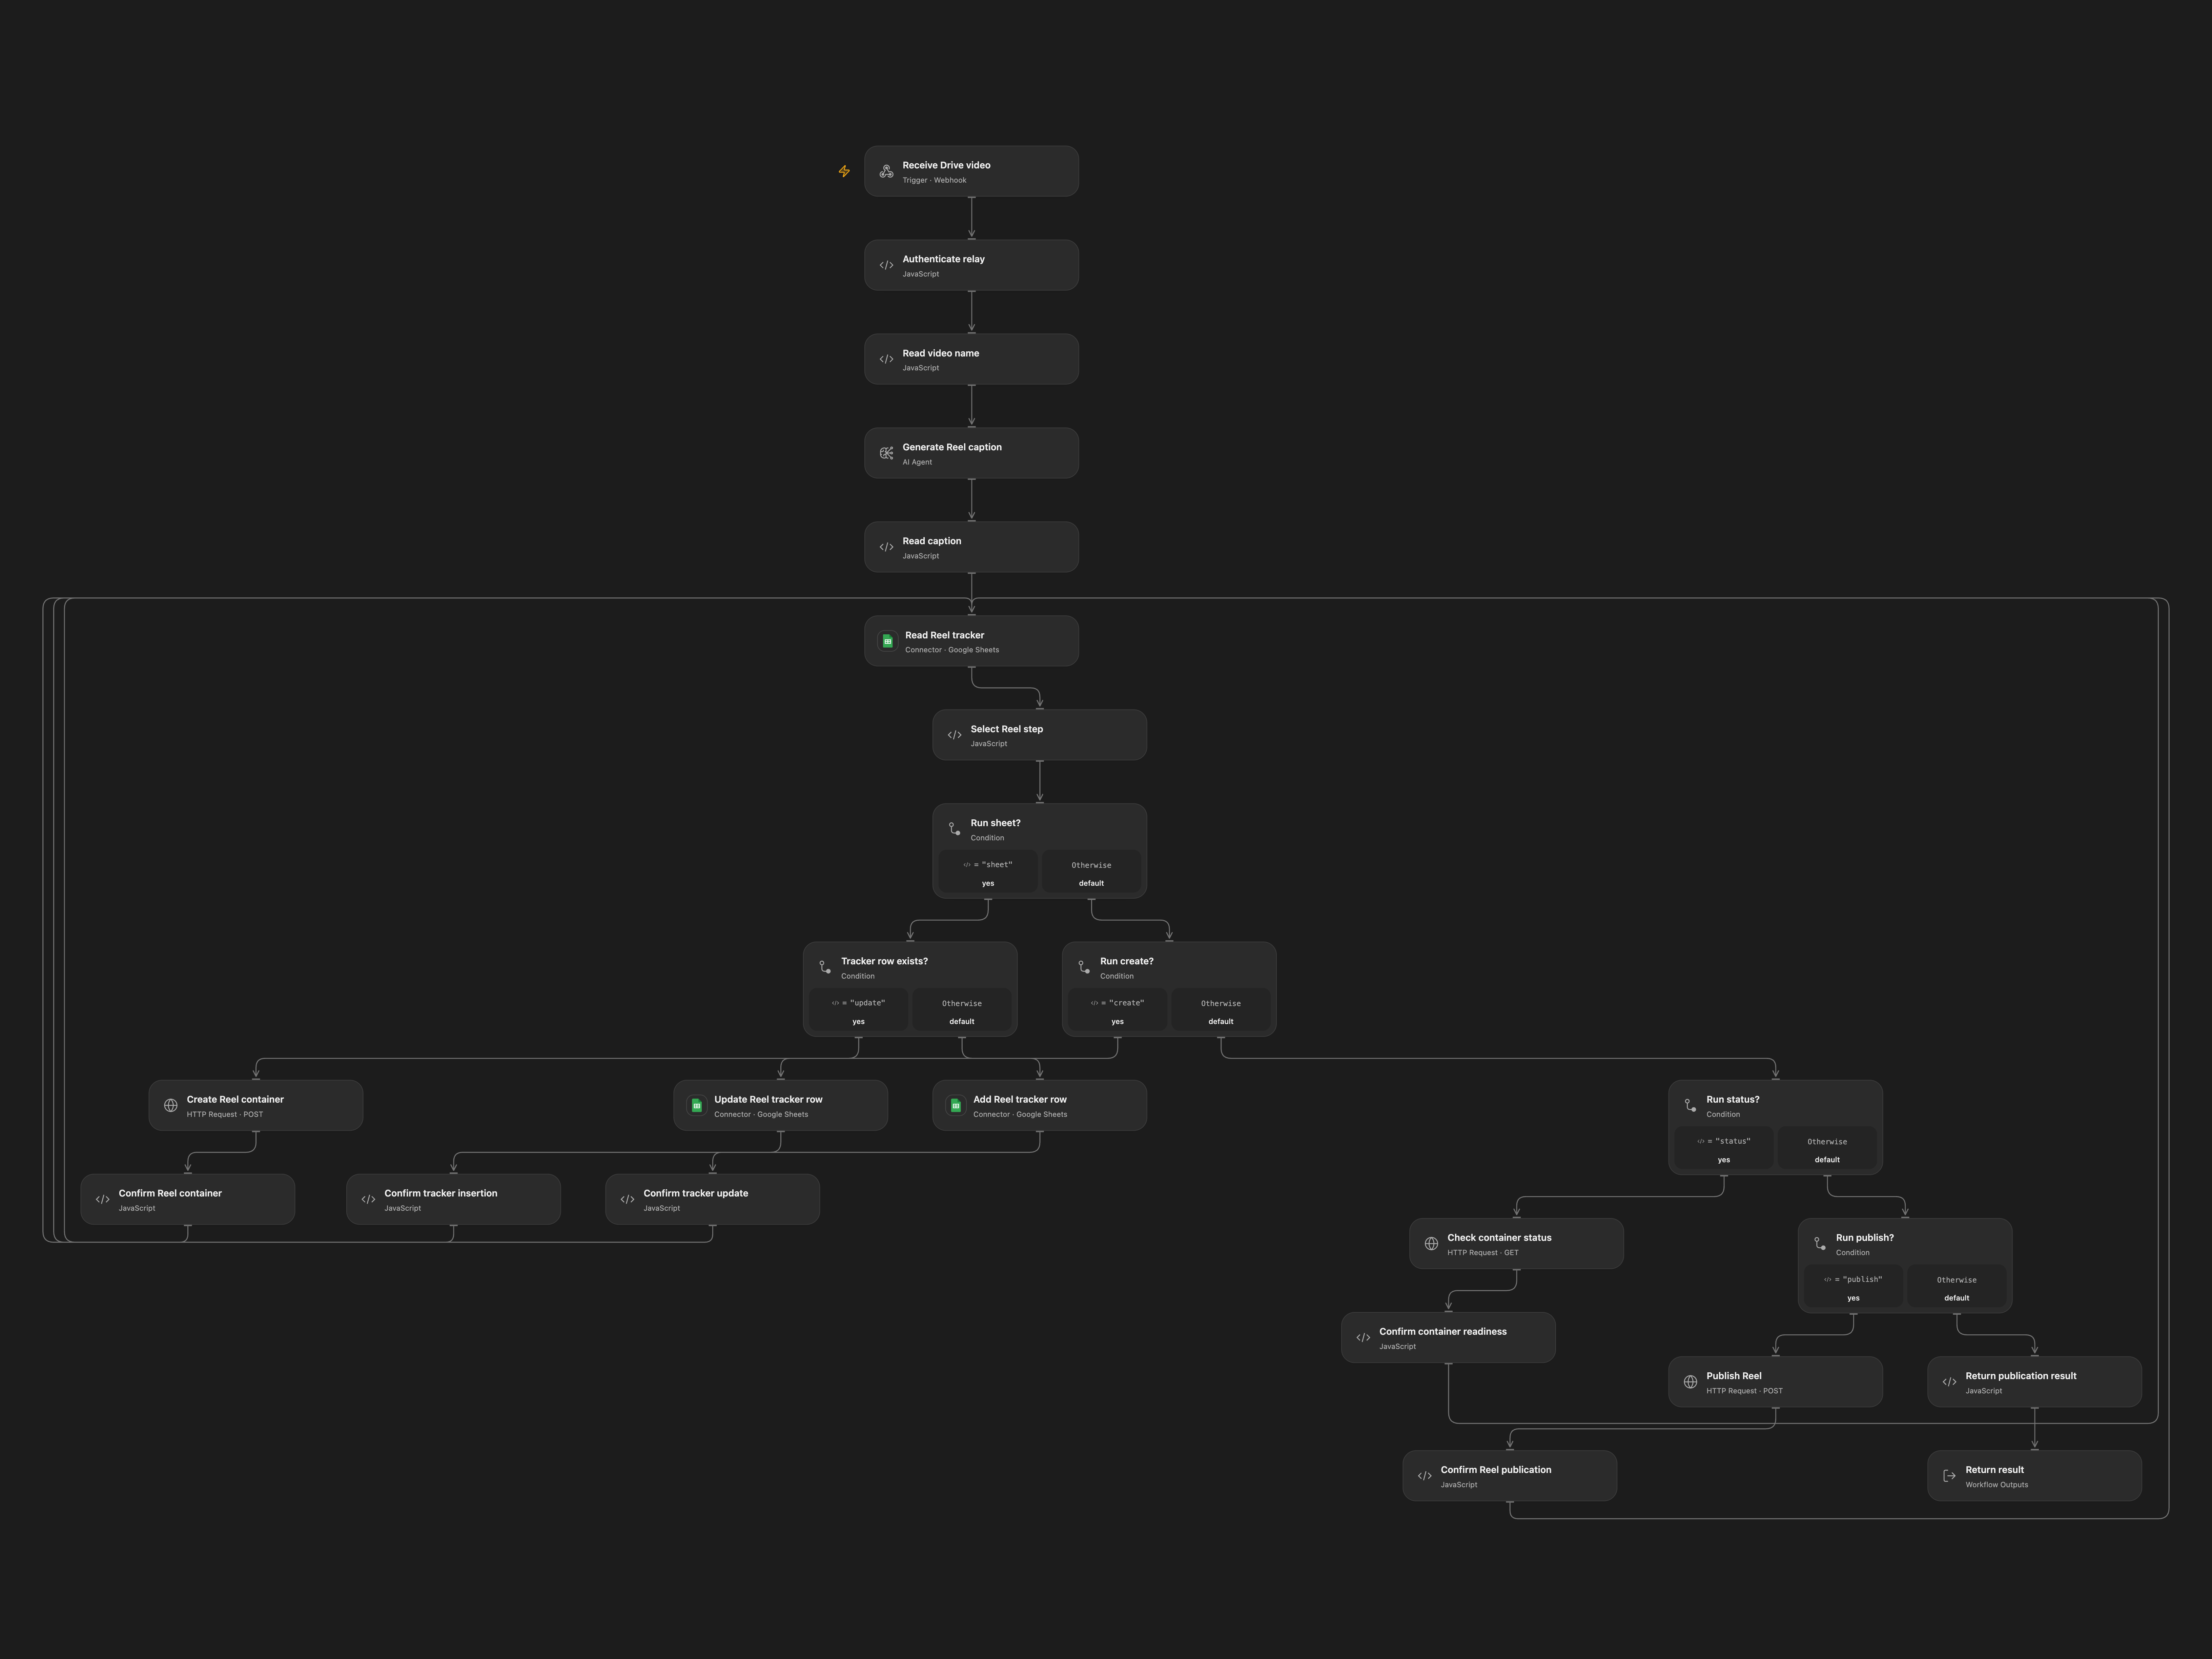 Receive Drive video
Trigger · Webhook
Authenticate relay
JavaScript
Read video name
JavaScript
Generate Reel caption
AI Agent
Read caption
JavaScript
Read Reel tracker
Connector · Google Sheets
Select Reel step
JavaScript
Run sheet?
Condition
</> = "sheet"
yes
Otherwise
default
Tracker row exists?
Condition
</> = "update"
yes
Otherwise
default
Run create?
Condition
</> = "create"
yes
Otherwise
default
Create Reel container
HTTP Request · POST
Update Reel tracker row
Connector · Google Sheets
Add Reel tracker row
Connector · Google Sheets
Run status?
Condition
</> = "status"
yes
Otherwise
default
Confirm Reel container
JavaScript
Confirm tracker insertion
JavaScript
Confirm tracker update
JavaScript
Check container status
HTTP Request · GET
Run publish?
Condition
</> = "publish"
yes
Otherwise
default
Confirm container readiness
JavaScript
Publish Reel
HTTP Request · POST
Return publication result
JavaScript
Confirm Reel publication
JavaScript
Return result
Workflow Outputs